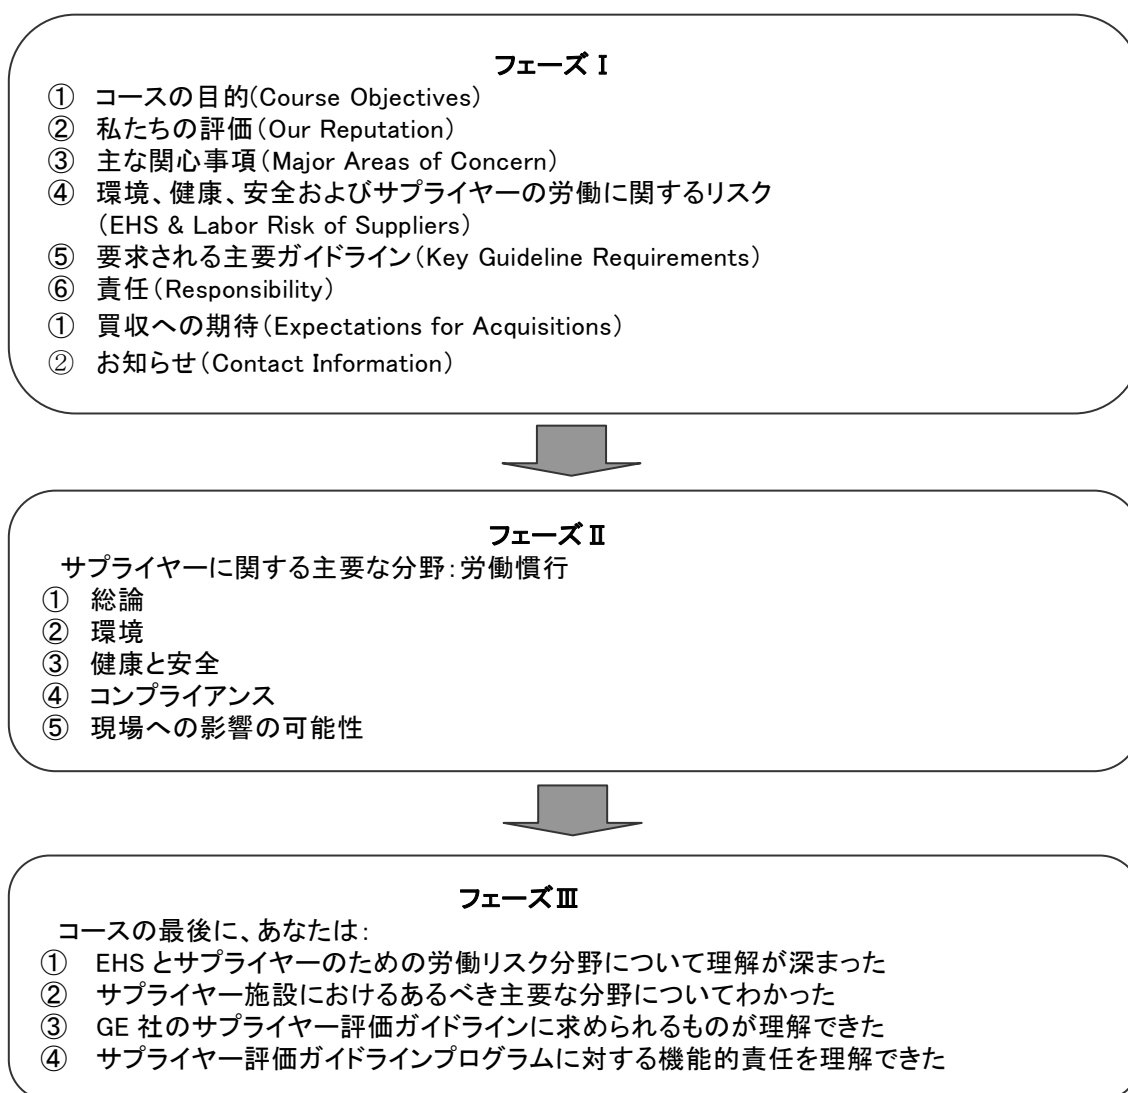 フェーズⅠ
① コースの目的(Course Objectives)
② 私たちの評価(Our Reputation)
③ 主な関心事項(Major Areas of Concern)
④ 環境、健康、安全およびサプライヤーの労働に関するリスク
(EHS & Labor Risk of Suppliers)
⑤ 要求される主要ガイドライン(Key Guideline Requirements)
⑥ 責任(Responsibility)
① 買収への期待(Expectations for Acquisitions)
② お知らせ(Contact Information)
フェーズⅡ
サプライヤーに関する主要な分野:労働慣行
① 総論
② 環境
③ 健康と安全
④ コンプライアンス
⑤ 現場への影響の可能性
フェーズⅢ
コースの最後に、あなたは:
① EHS とサプライヤーのための労働リスク分野について理解が深まった
② サプライヤー施設におけるあるべき主要な分野についてわかった
③ GE 社のサプライヤー評価ガイドラインに求められるものが理解できた
④ サプライヤー評価ガイドラインプログラムに対する機能的責任を理解できた